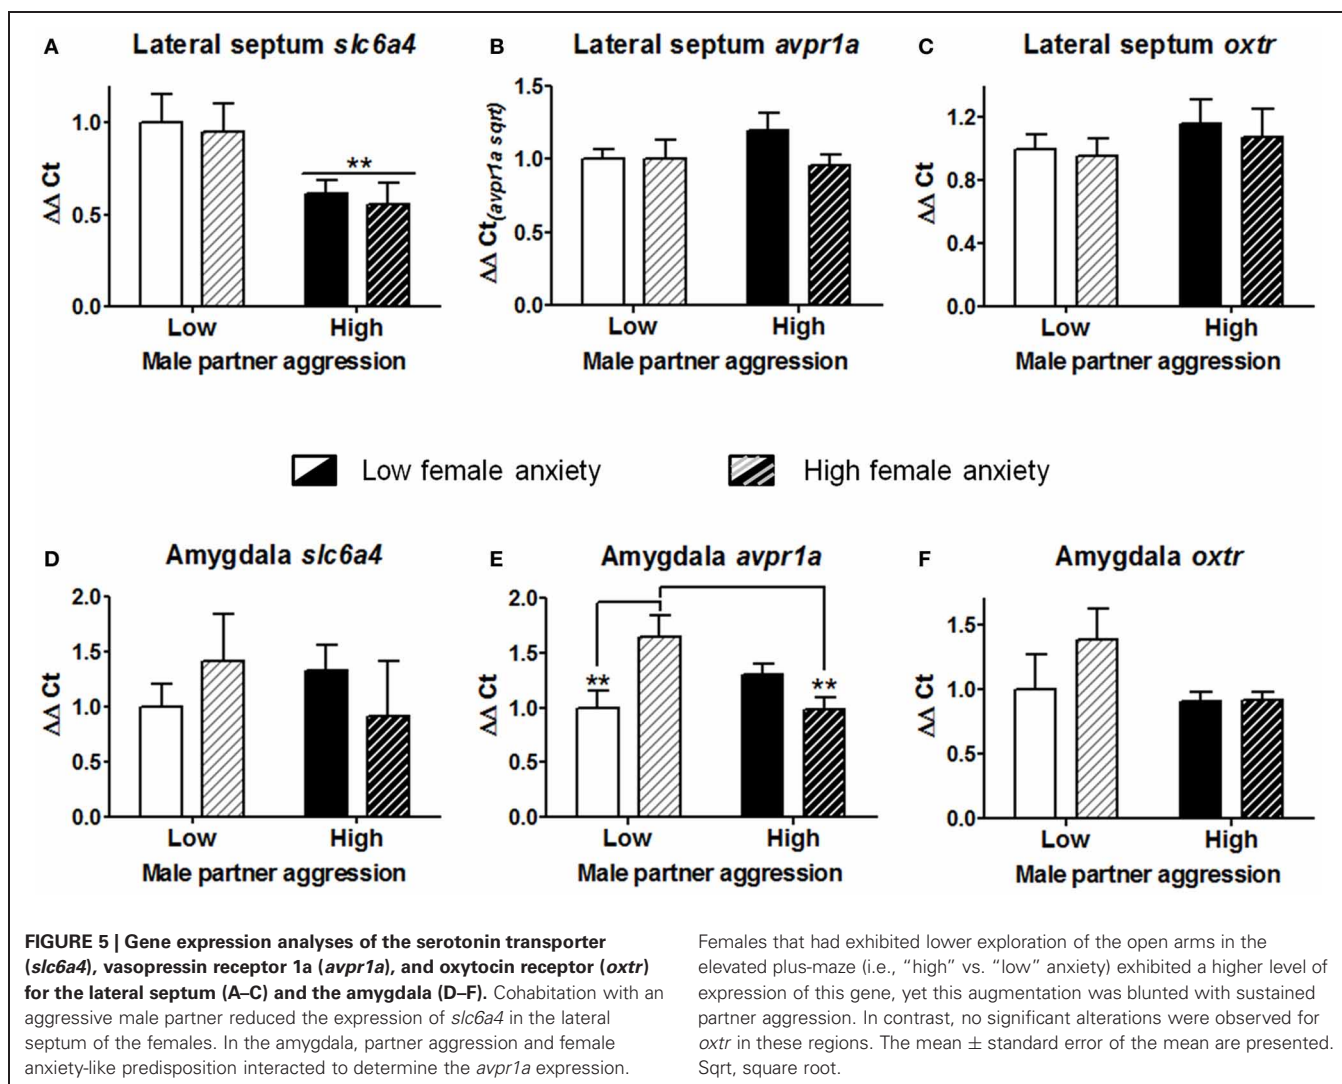 A Lateral septum slc6a4
ΔΔ Ct
1.0
0.5
0.0
**
Low High
Male partner aggression
B Lateral septum avpr1a
ΔΔ Ct(avpr1a sqrt)
1.5
1.0
0.5
0.0
Low High
Male partner aggression
C Lateral septum oxtr
ΔΔ Ct
1.2
0.8
0.4
0.0
Low High
Male partner aggression
Low female anxiety
High female anxiety
D Amygdala slc6a4
ΔΔ Ct
2.0
1.5
1.0
0.5
0.0
Low High
Male partner aggression
E Amygdala avpr1a
ΔΔ Ct
2.0
1.5
1.0
0.5
0.0
** **
Low High
Male partner aggression
F Amygdala oxtr
ΔΔ Ct
1.5
1.0
0.5
0.0
Low High
Male partner aggression
FIGURE 5 | Gene expression analyses of the serotonin transporter
(slc6a4), vasopressin receptor 1a (avpr1a), and oxytocin receptor (oxtr)
for the lateral septum (A–C) and the amygdala (D–F). Cohabitation with an
aggressive male partner reduced the expression of slc6a4 in the lateral
septum of the females. In the amygdala, partner aggression and female
anxiety-like predisposition interacted to determine the avpr1a expression.
Females that had exhibited lower exploration of the open arms in the
elevated plus-maze (i.e., “high” vs. “low” anxiety) exhibited a higher level of
expression of this gene, yet this augmentation was blunted with sustained
partner aggression. In contrast, no significant alterations were observed for
oxtr in these regions. The mean ± standard error of the mean are presented.
Sqrt, square root.